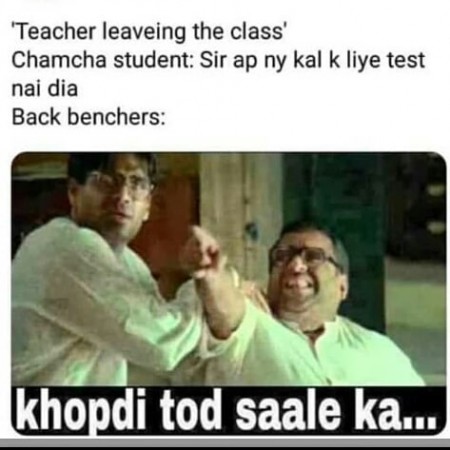 'Teacher leaveing the class'
Chamcha student: Sir ap ny kal k liye test
nai dia
Back benchers:
khopdi tod saale ka...